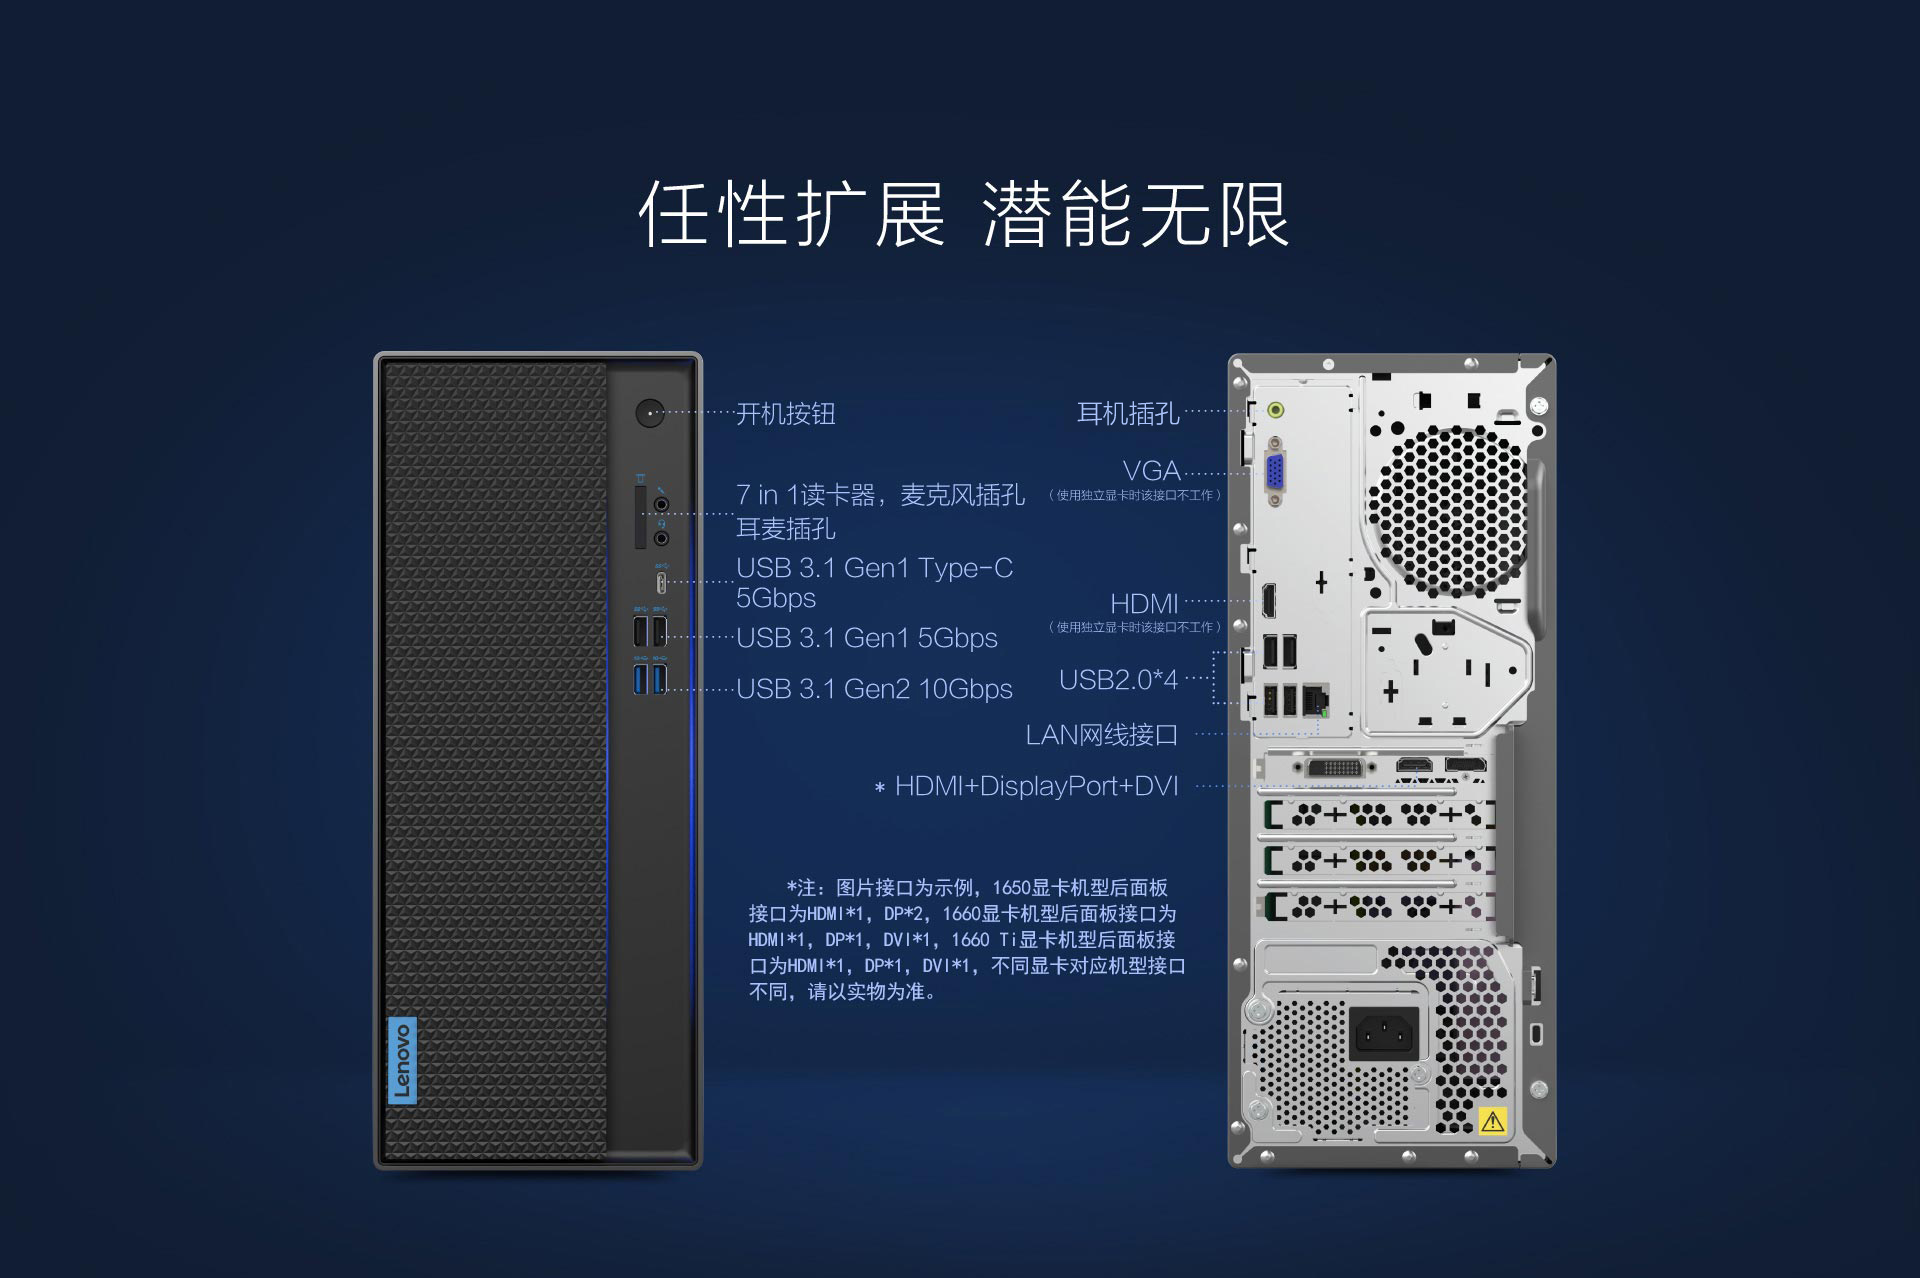 任性扩展 潜能无限
开机按钮
7 in 1读卡器，麦克风插孔
耳麦插孔
USB 3.1 Gen1 Type-C
5Gbps
USB 3.1 Gen1 5Gbps
USB 3.1 Gen2 10Gbps
耳机插孔
VGA
（使用独立显卡时该接口不工作）
HDMI
（使用独立显卡时该接口不工作）
USB2.0*4
LAN网线接口
* HDMI+DisplayPort+DVI
*注：图片接口为示例，1650显卡机型后面板
接口为HDMI*1，DP*2，1660显卡机型后面板接口为
HDMI*1，DP*1，DVI*1，1660 Ti显卡机型后面板接
口为HDMI*1，DP*1，DVI*1，不同显卡对应机型接口
不同，请以实物为准。
Lenovo